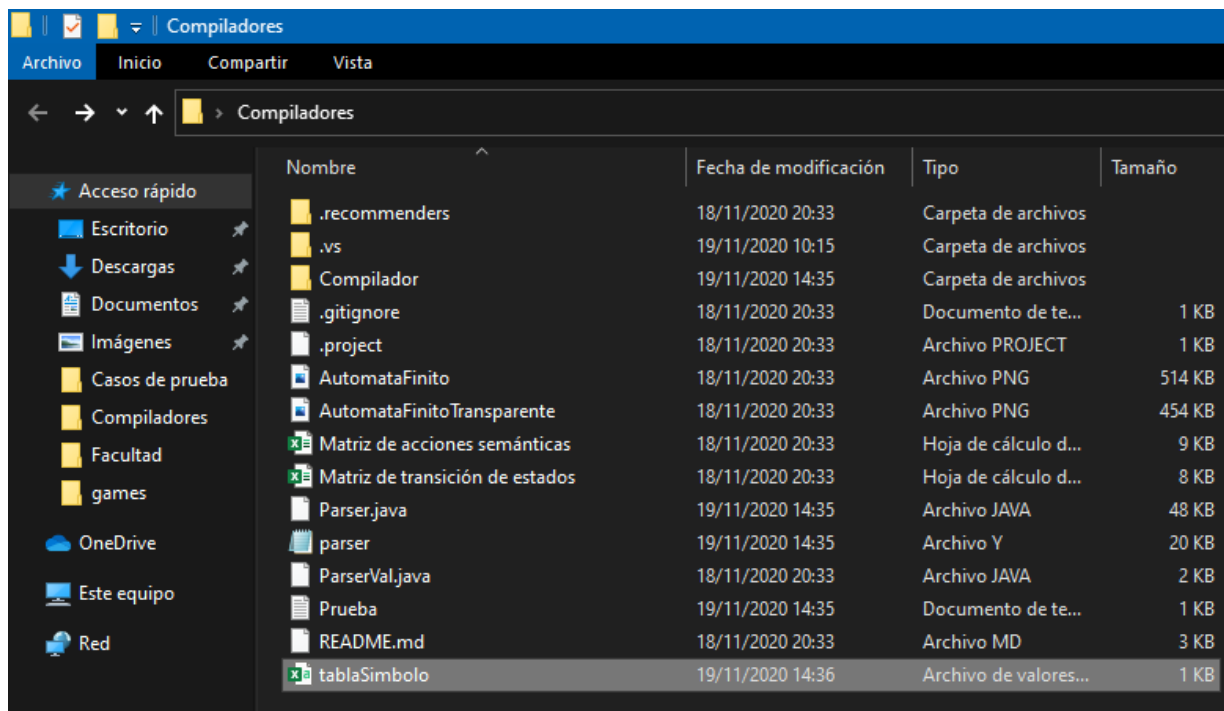 Compiladores
Archivo Inicio Compartir Vista
Compiladores
Nombre Fecha de modificación Tipo Tamaño
Acceso rápido
Escritorio
Descargas
Documentos
Imágenes
Casos de prueba
Compiladores
Facultad
games
OneDrive
Este equipo
Red
.recommenders 18/11/2020 20:33 Carpeta de archivos
.vs 19/11/2020 10:15 Carpeta de archivos
Compilador 19/11/2020 14:35 Carpeta de archivos
.gitignore 18/11/2020 20:33 Documento de te... 1 KB
.project 18/11/2020 20:33 Archivo PROJECT 1 KB
AutomataFinito 18/11/2020 20:33 Archivo PNG 514 KB
AutomataFinitoTransparente 18/11/2020 20:33 Archivo PNG 454 KB
Matriz de acciones semánticas 18/11/2020 20:33 Hoja de cálculo d... 9 KB
Matriz de transición de estados 18/11/2020 20:33 Hoja de cálculo d... 8 KB
Parser.java 19/11/2020 14:35 Archivo JAVA 48 KB
parser 19/11/2020 14:35 Archivo Y 20 KB
ParserVal.java 18/11/2020 20:33 Archivo JAVA 2 KB
Prueba 19/11/2020 14:35 Documento de te... 1 KB
README.md 18/11/2020 20:33 Archivo MD 3 KB
tablaSimbolo 19/11/2020 14:36 Archivo de valores... 1 KB